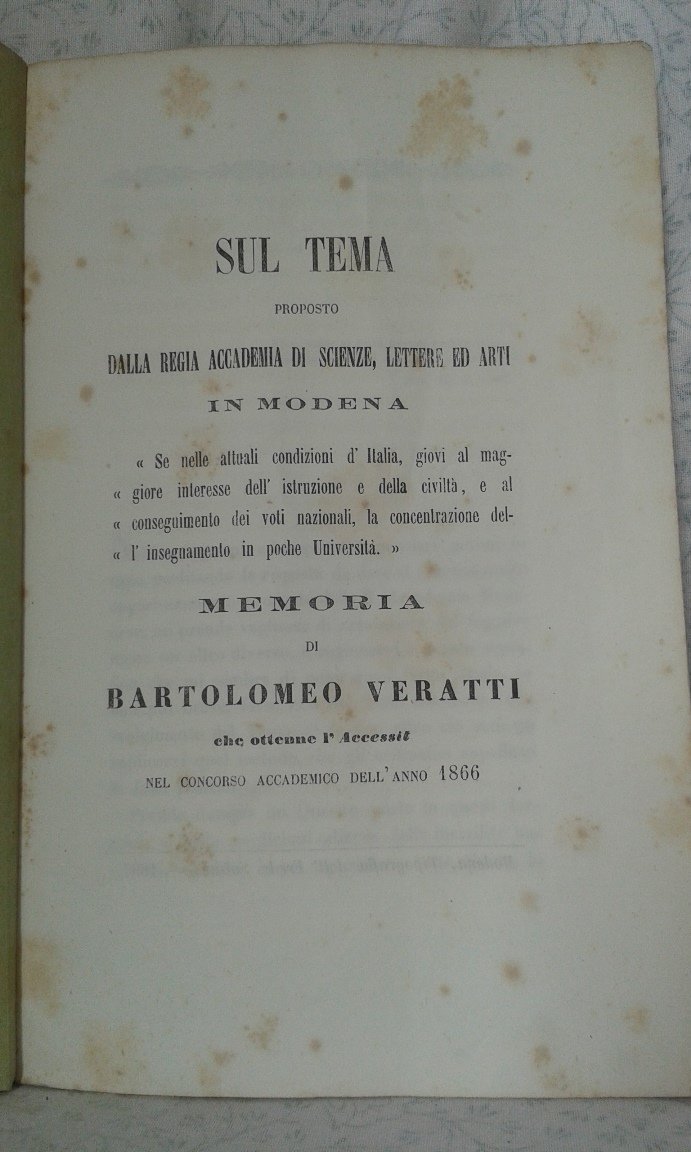 SUL TEMA
PROPOSTO
DALLA REGIA ACCADEMIA DI SCIENZE, LETTERE ED ARTI
IN MODENA
« Se nelle attuali condizioni d' Italia, giovi al mag-
« giore interesse dell' istruzione e della civiltà, e al
« conseguimento dei voti nazionali, la concentrazione del-
« l' insegnamento in poche Università. »
MEMORIA
DI
BARTOLOMEO VERATTI
che ottenne l' Accessit
NEL CONCORSO ACCADEMICO DELL' ANNO 1866